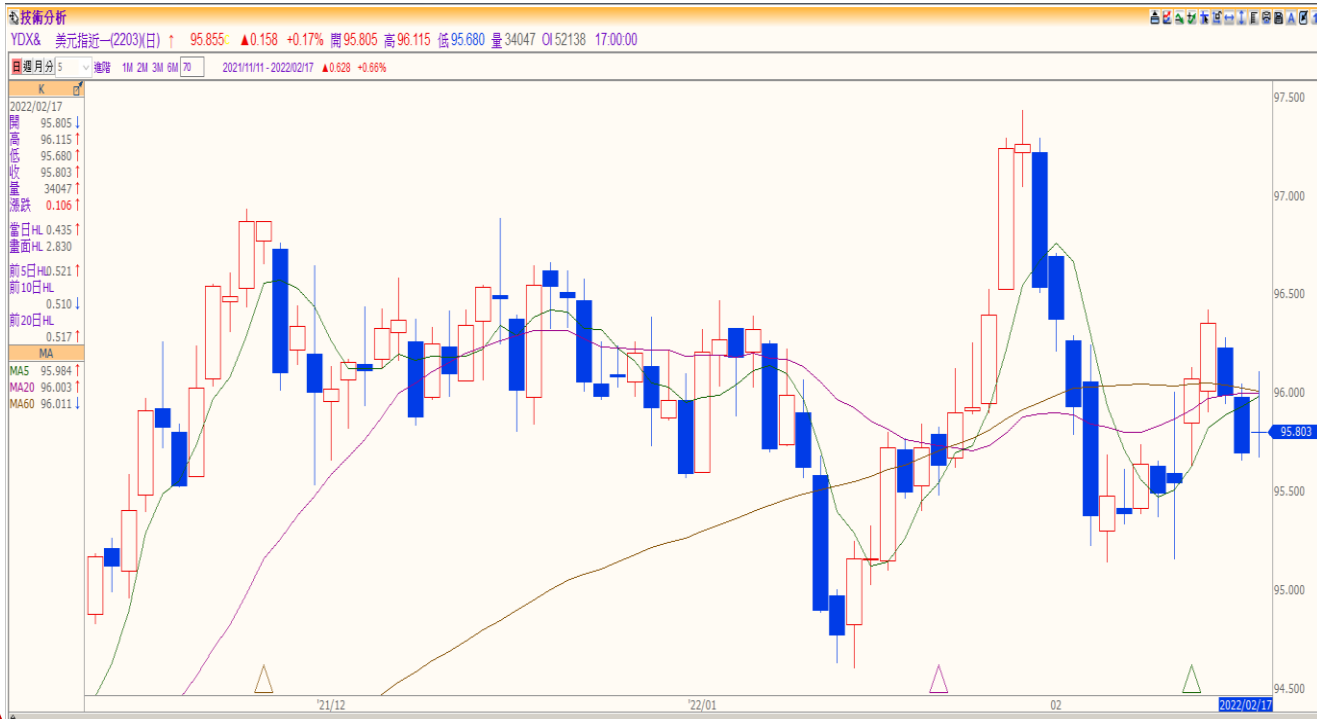 技術分析
YDX& 美元指近一(2203)(日) ↑ 95.855 ▲0.158 +0.17% 開95.805 高96.115 低95.680 量34047 OI52138 17:00:00
日週月分 5 進階 1M 2M 3M 6M 70 2021/11/11 - 2022/02/17 ▲0.628 +0.66%
K
2022/02/17
開 95.805↓
高 96.115↑
低 95.680↑
收 95.803↑
量 34047↑
漲跌 0.106↑
當日HL 0.435↑
畫面HL 2.830
前5日HL0.521↑
前10日HL
0.510↓
前20日HL
0.517↑
MA
MA5 95.984↑
MA20 96.003↑
MA60 96.011↓
97.500
97.000
96.500
96.000
95.803
95.500
95.000
94.500
'21/12 '22/01 02 2022/02/17